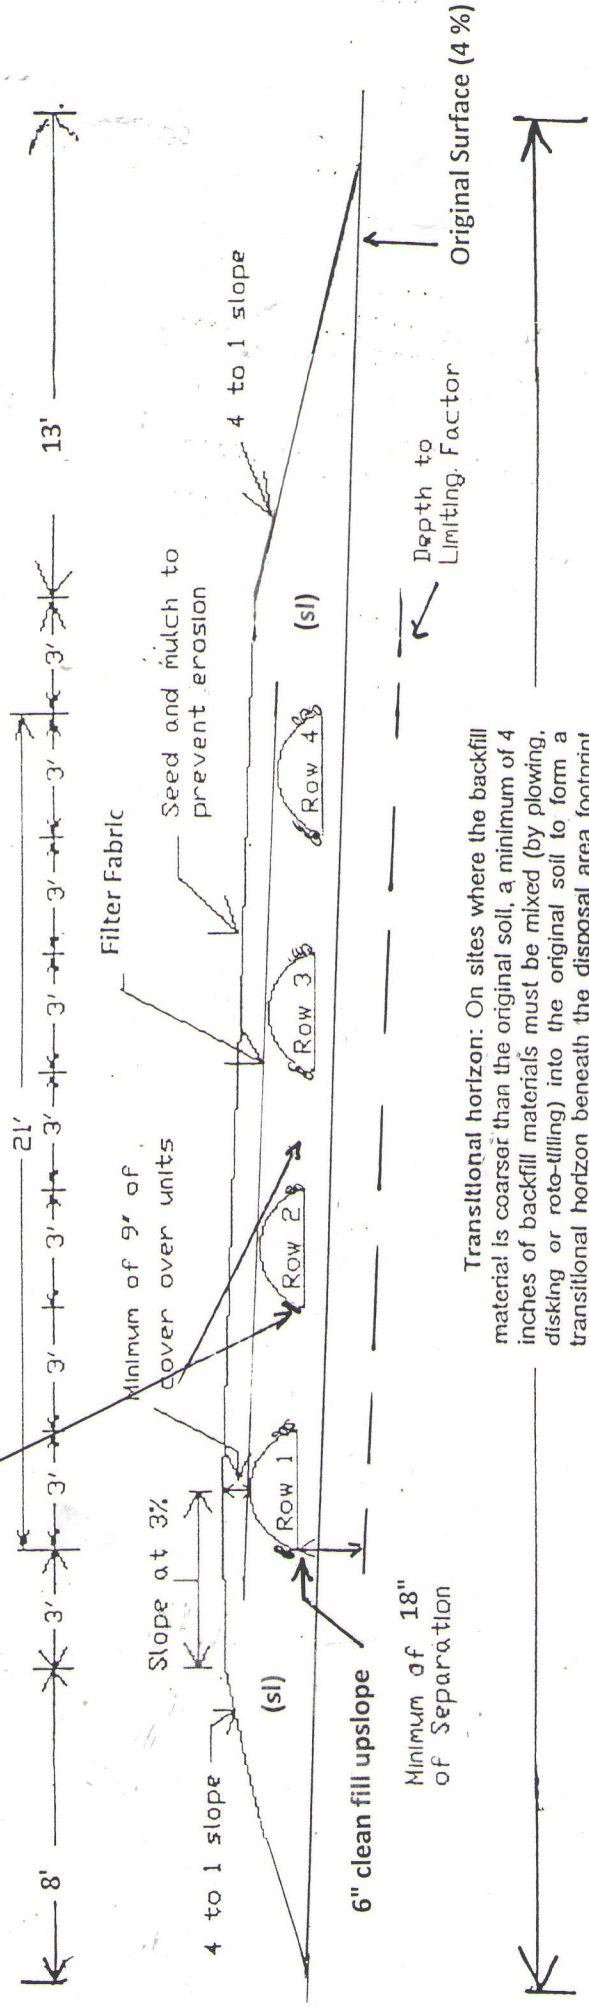 21'
8'
3'
3'
3'
3'
3'
3'
3'
3'
3'
13'
4 to 1 slope
Slope at 3%
Minimum of 9' of
cover over units
Filter Fabric
Seed and mulch to
prevent erosion
4 to 1 slope
(sl)
Row 1
Row 2
Row 3
Row 4
(sl)
6" clean fill upslope
Minimum of 18"
of Separation
Depth to
Limiting Factor
Original Surface (4 %)
Transitional horizon: On sites where the backfill
material is coarser than the original soil, a minimum of 4
inches of backfill materials must be mixed (by plowing,
disking or roto-tilling) into the original soil to form a
transitional horizon beneath the disposal area footprint